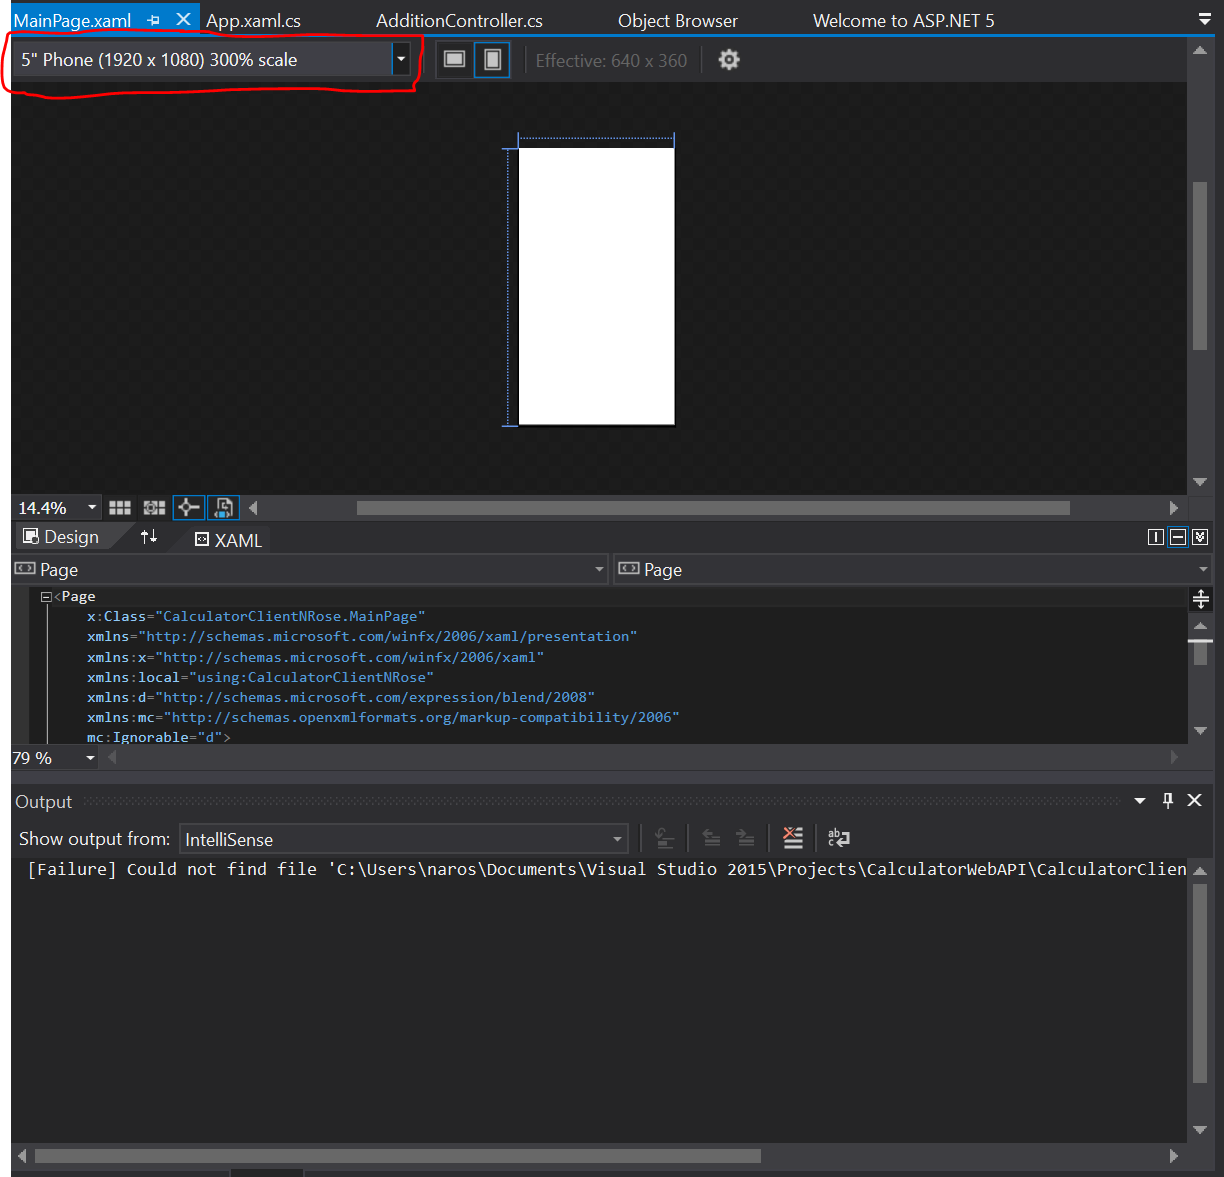 MainPage.xaml App.xaml.cs AdditionController.cs Object Browser Welcome to ASP.NET 5
5" Phone (1920 x 1080) 300% scale Effective: 640 x 360
14.4%
Design XAML
Page Page
<Page
x:Class="CalculatorClientNRose.MainPage"
xmlns="http://schemas.microsoft.com/winfx/2006/xaml/presentation"
xmlns:x="http://schemas.microsoft.com/winfx/2006/xaml"
xmlns:local="using:CalculatorClientNRose"
xmlns:d="http://schemas.microsoft.com/expression/blend/2008"
xmlns:mc="http://schemas.openxmlformats.org/markup-compatibility/2006"
mc:Ignorable="d">
79 %
Output
Show output from: IntelliSense
[Failure] Could not find file 'C:\Users\naros\Documents\Visual Studio 2015\Projects\CalculatorWebAPI\CalculatorClien